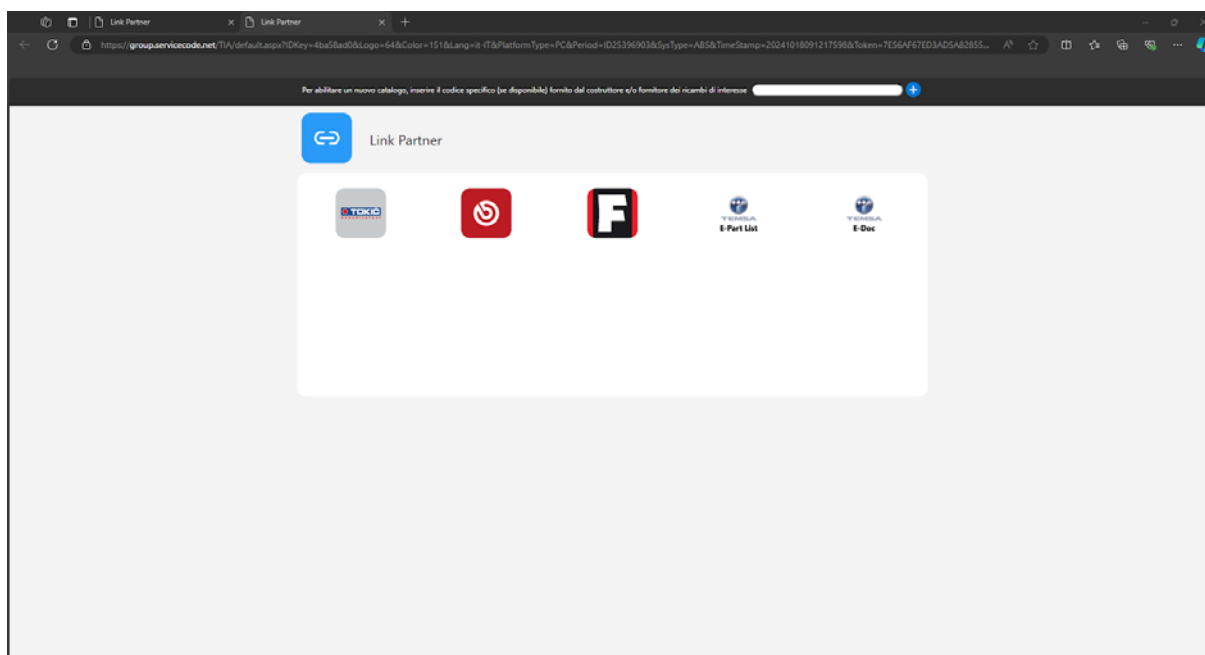 Link Partner
Link Partner
https://group.servicecode.net/TIA/default.aspx?IDKey=4ba58ad0&Logo=64&Color=151&Lang=it-IT&PlatformType=PC&Period=ID25396903&SysType=ABS&TimeStamp=20241018091217598&Token=7E56AF67ED3AD5A82855...
Per abilitare un nuovo catalogo, inserire il codice specifico (se disponibile) fornito dal costruttore e/o fornitore dei ricambi di interesse
Link Partner
TOKIĆ
F
TEMSA
E-Part List
TEMSA
E-Doc